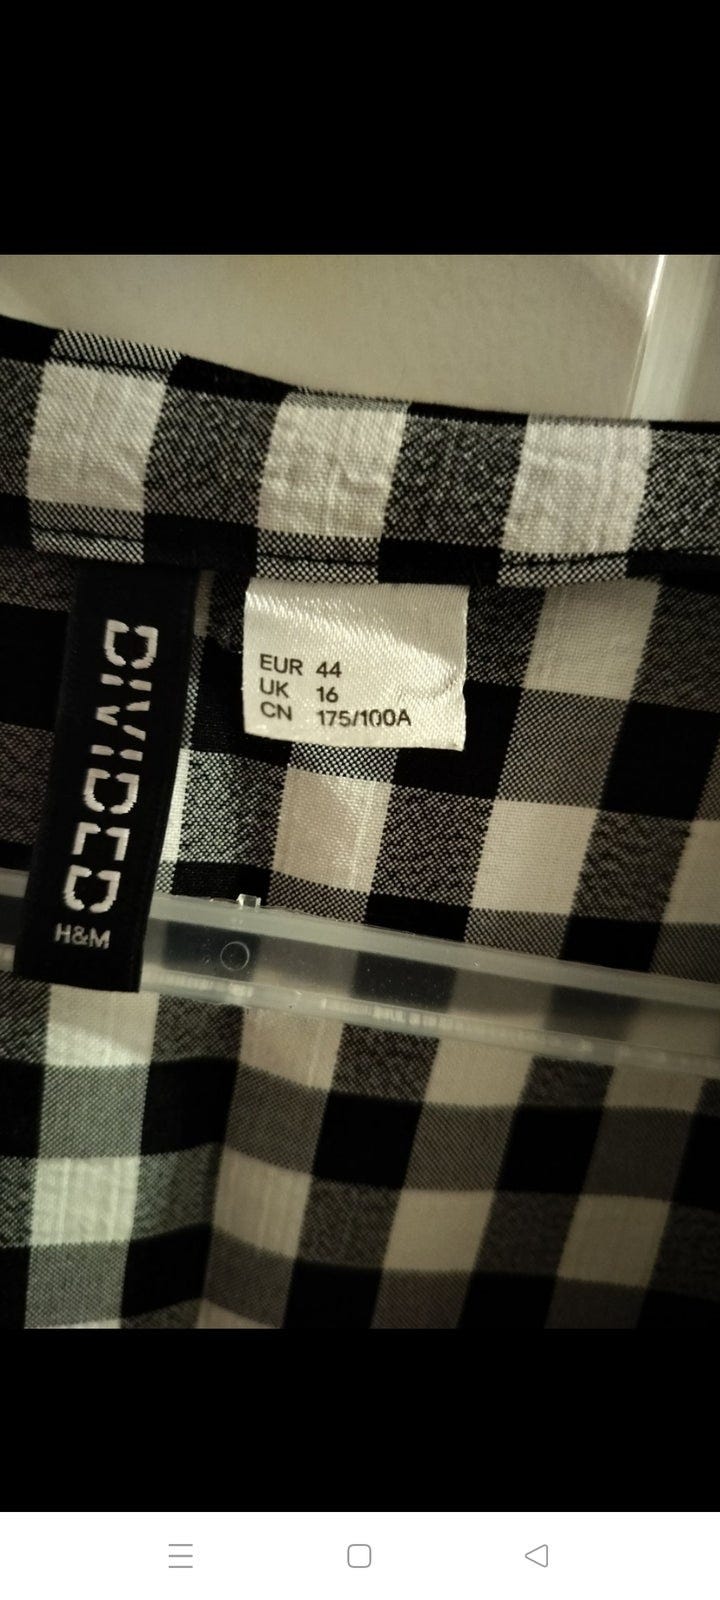 DIVIDED
H&M
EUR 44
UK 16
CN 175/100A